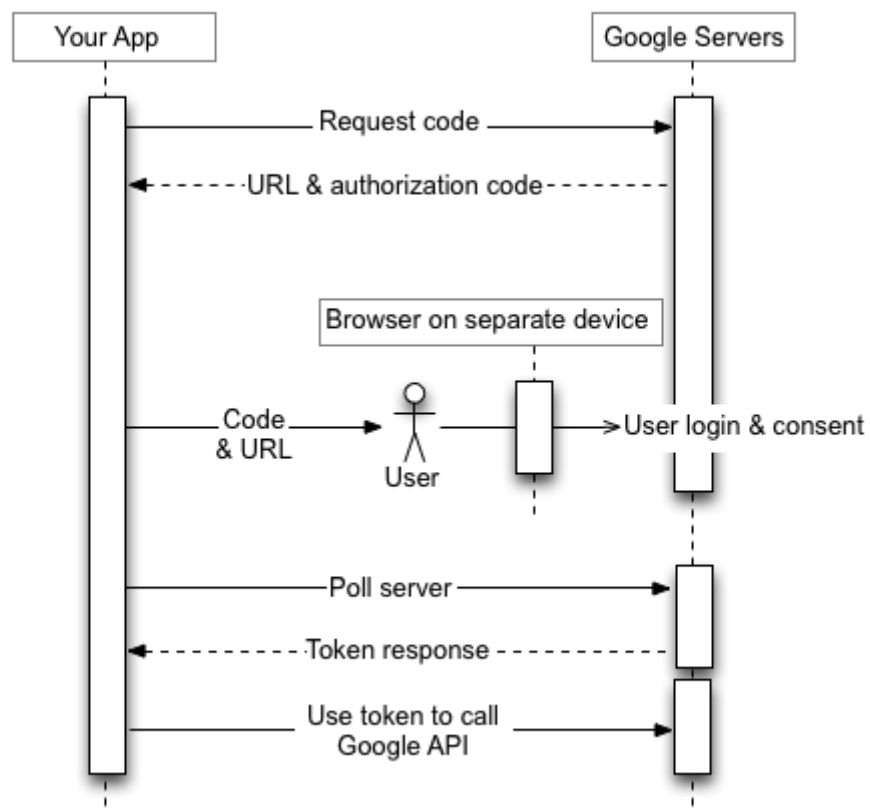 Your App
Google Servers
Request code
URL & authorization code
Browser on separate device
Code
& URL
User
User login & consent
Poll server
Token response
Use token to call
Google API